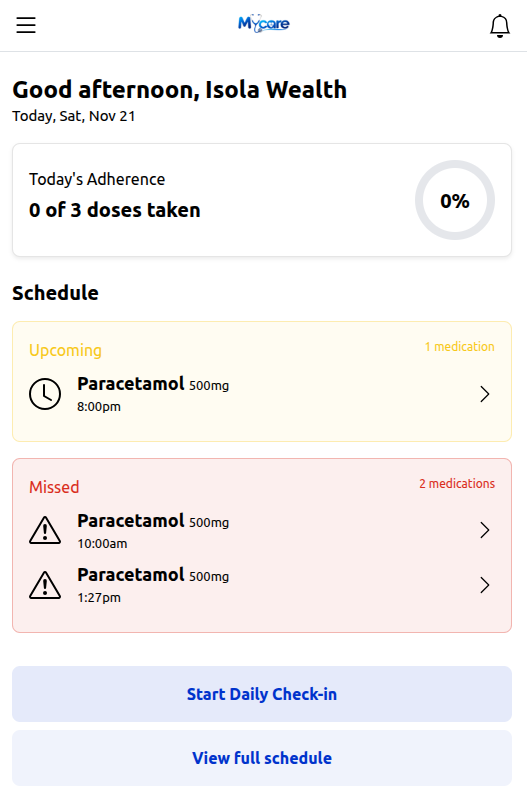 Mycare
Good afternoon, Isola Wealth
Today, Sat, Nov 21
Today's Adherence
0 of 3 doses taken
0%
Schedule
Upcoming
1 medication
Paracetamol 500mg
8:00pm
Missed
2 medications
Paracetamol 500mg
10:00am
Paracetamol 500mg
1:27pm
Start Daily Check-in
View full schedule